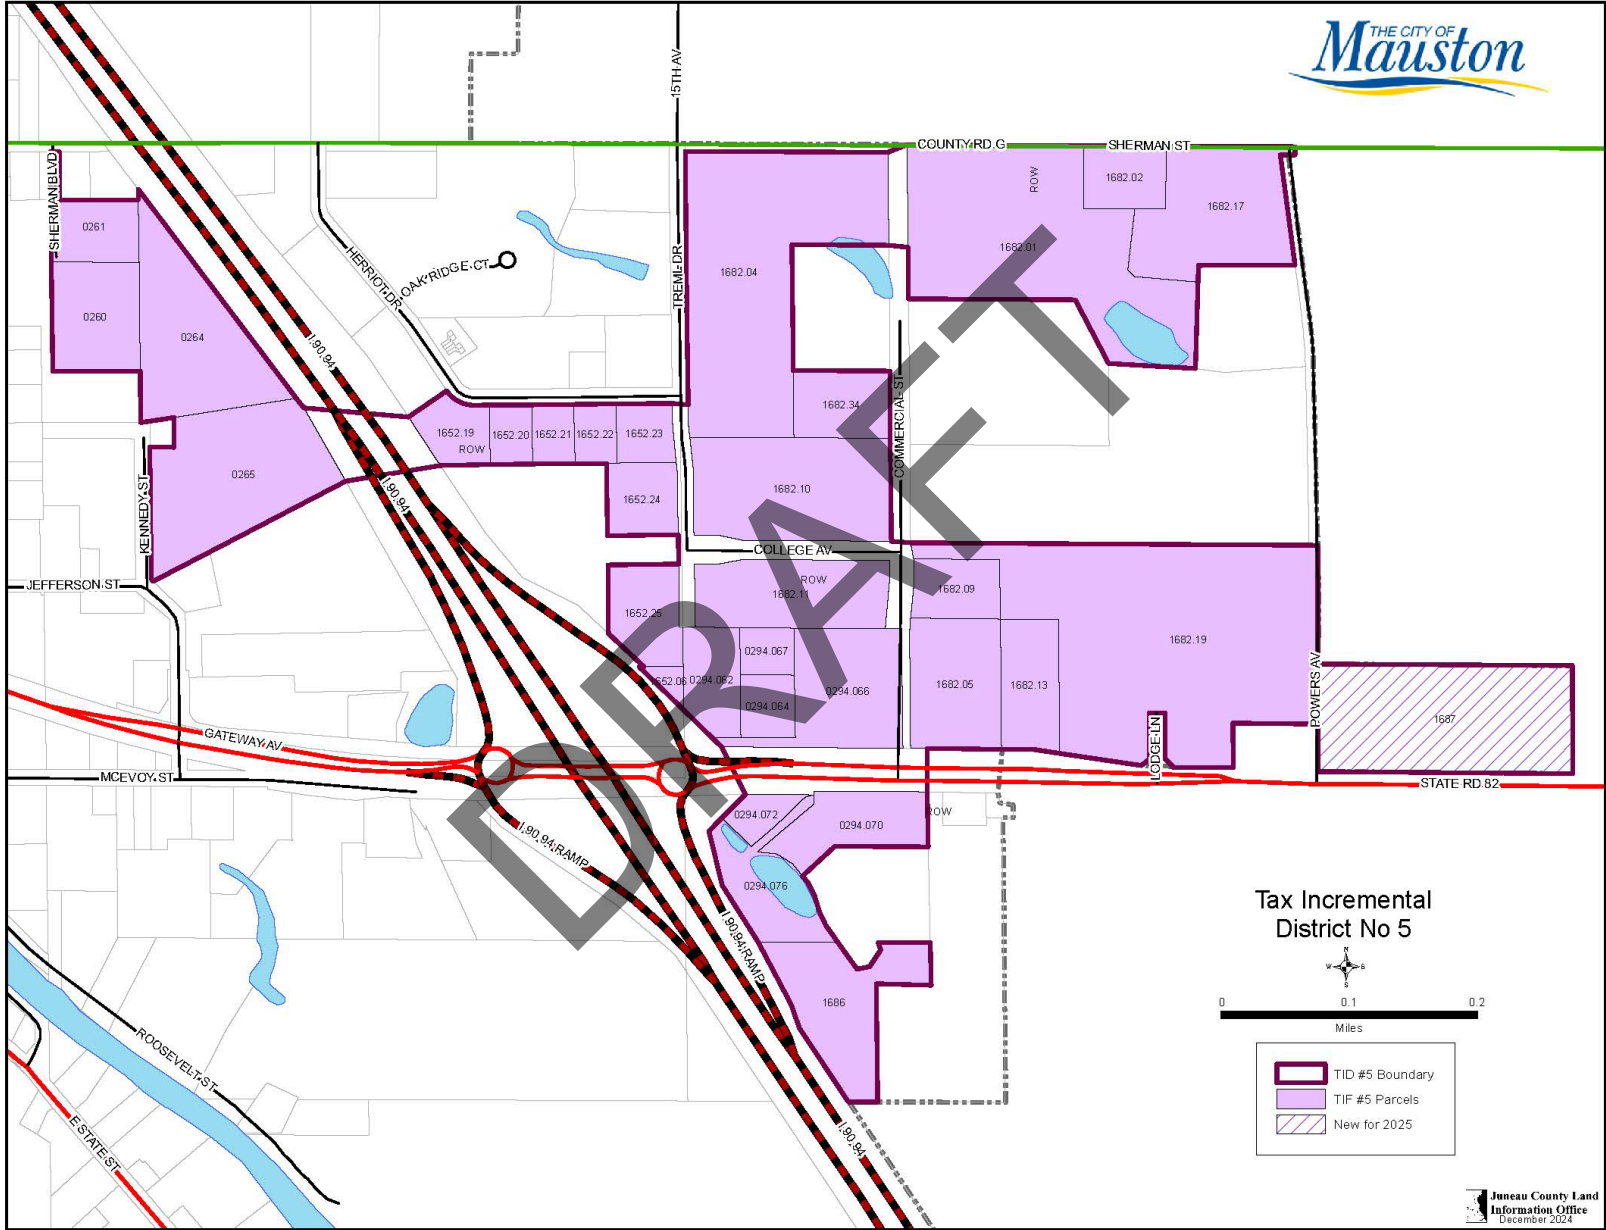 THE CITY OF
Mauston
15TH AV
COUNTY RD G
SHERMAN ST
SHERMAN BLVD
ROW
1682.02
1682.17
0261
1682.01
HERRIOT DR
OAK RIDGE CT
TREML DR
1682.04
0260
0264
I 90 94
COMMERCIAL ST
1682.34
1652.19
1652.20
1652.21
1652.22
1652.23
ROW
0265
I 90 94
1652.24
1682.10
KENNEDY ST
COLLEGE AV
JEFFERSON ST
ROW
1682.11
1682.09
1652.25
1682.19
0294.067
1652.06
0294.062
0294.066
0294.064
1682.05
1682.13
POWERS AV
1687
LODGE LN
GATEWAY AV
MCEVOY ST
STATE RD 82
0294.072
0294.070
ROW
I 90 94 RAMP
0294.076
I 90 94 RAMP
1686
ROOSEVELT ST
E STATE ST
I 90 94
DRAFT
Tax Incremental
District No 5
N
W E
S
0 0.1 0.2
Miles
TID #5 Boundary
TIF #5 Parcels
New for 2025
Juneau County Land
Information Office
December 2024